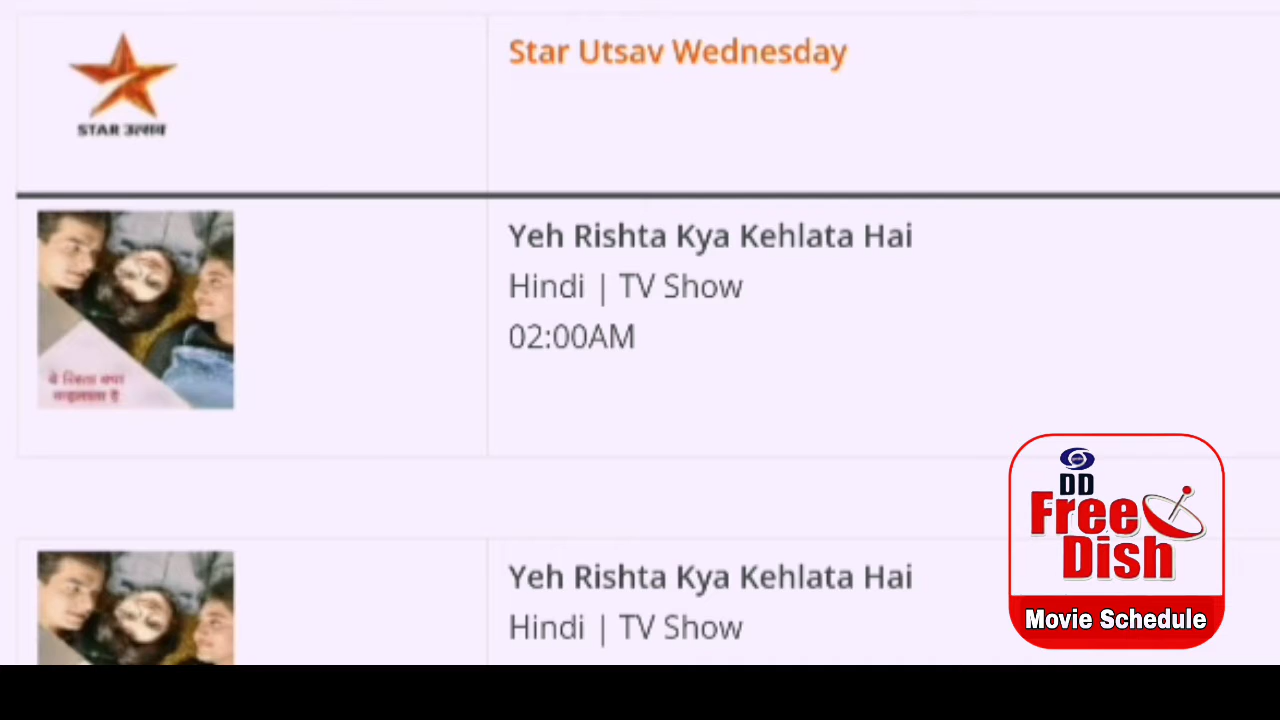 STAR उत्सव
Star Utsav Wednesday
Yeh Rishta Kya Kehlata Hai
Hindi | TV Show
02:00AM
ये रिश्ता क्या
कहलाता है
DD
Free
Dish
Movie Schedule
Yeh Rishta Kya Kehlata Hai
Hindi | TV Show